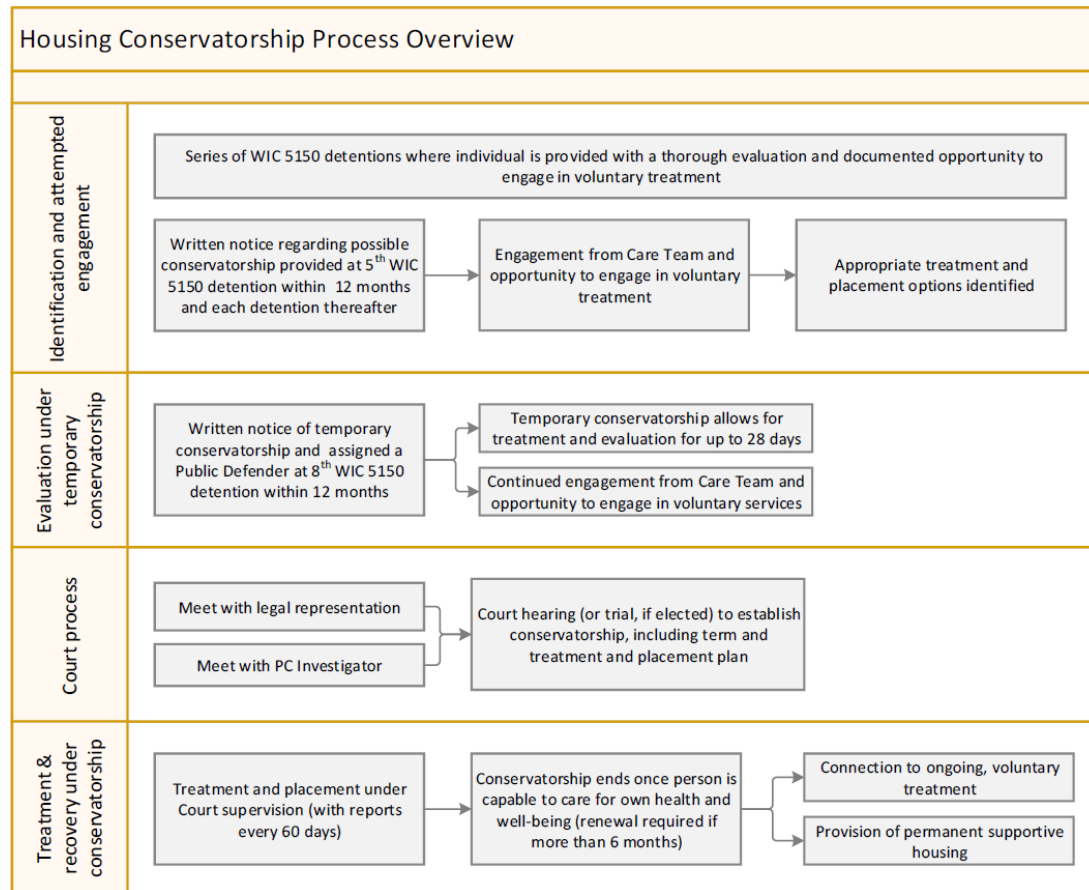 Housing Conservatorship Process Overview
Identification and attempted
engagement
Series of WIC 5150 detentions where individual is provided with a thorough evaluation and documented opportunity to
engage in voluntary treatment
Written notice regarding possible
conservatorship provided at 5th WIC
5150 detention within 12 months
and each detention thereafter
Engagement from Care Team and
opportunity to engage in voluntary
treatment
Appropriate treatment and
placement options identified
Evaluation under
temporary
conservatorship
Written notice of temporary
conservatorship and assigned a
Public Defender at 8th WIC 5150
detention within 12 months
Temporary conservatorship allows for
treatment and evaluation for up to 28 days
Continued engagement from Care Team and
opportunity to engage in voluntary services
Court process
Meet with legal representation
Meet with PC Investigator
Court hearing (or trial, if elected) to establish
conservatorship, including term and
treatment and placement plan
Treatment &
recovery under
conservatorship
Treatment and placement under
Court supervision (with reports
every 60 days)
Conservatorship ends once person is
capable to care for own health and
well-being (renewal required if
more than 6 months)
Connection to ongoing, voluntary
treatment
Provision of permanent supportive
housing